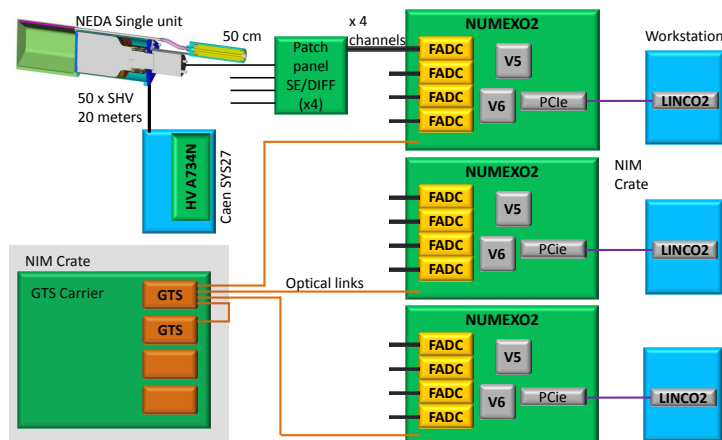 NEDA Single unit
50 cm
x 4
channels
Patch
panel
SE/DIFF
(x4)
50 x SHV
20 meters
HV A734N
Caen SYS27
NUMEXO2
FADC
FADC
FADC
FADC
V5
V6
PCIe
Workstation
LINCO2
NUMEXO2
FADC
FADC
FADC
FADC
V5
V6
PCIe
NIM
Crate
LINCO2
NIM Crate
GTS Carrier
GTS
GTS
Optical links
NUMEXO2
FADC
FADC
FADC
FADC
V5
V6
PCIe
LINCO2